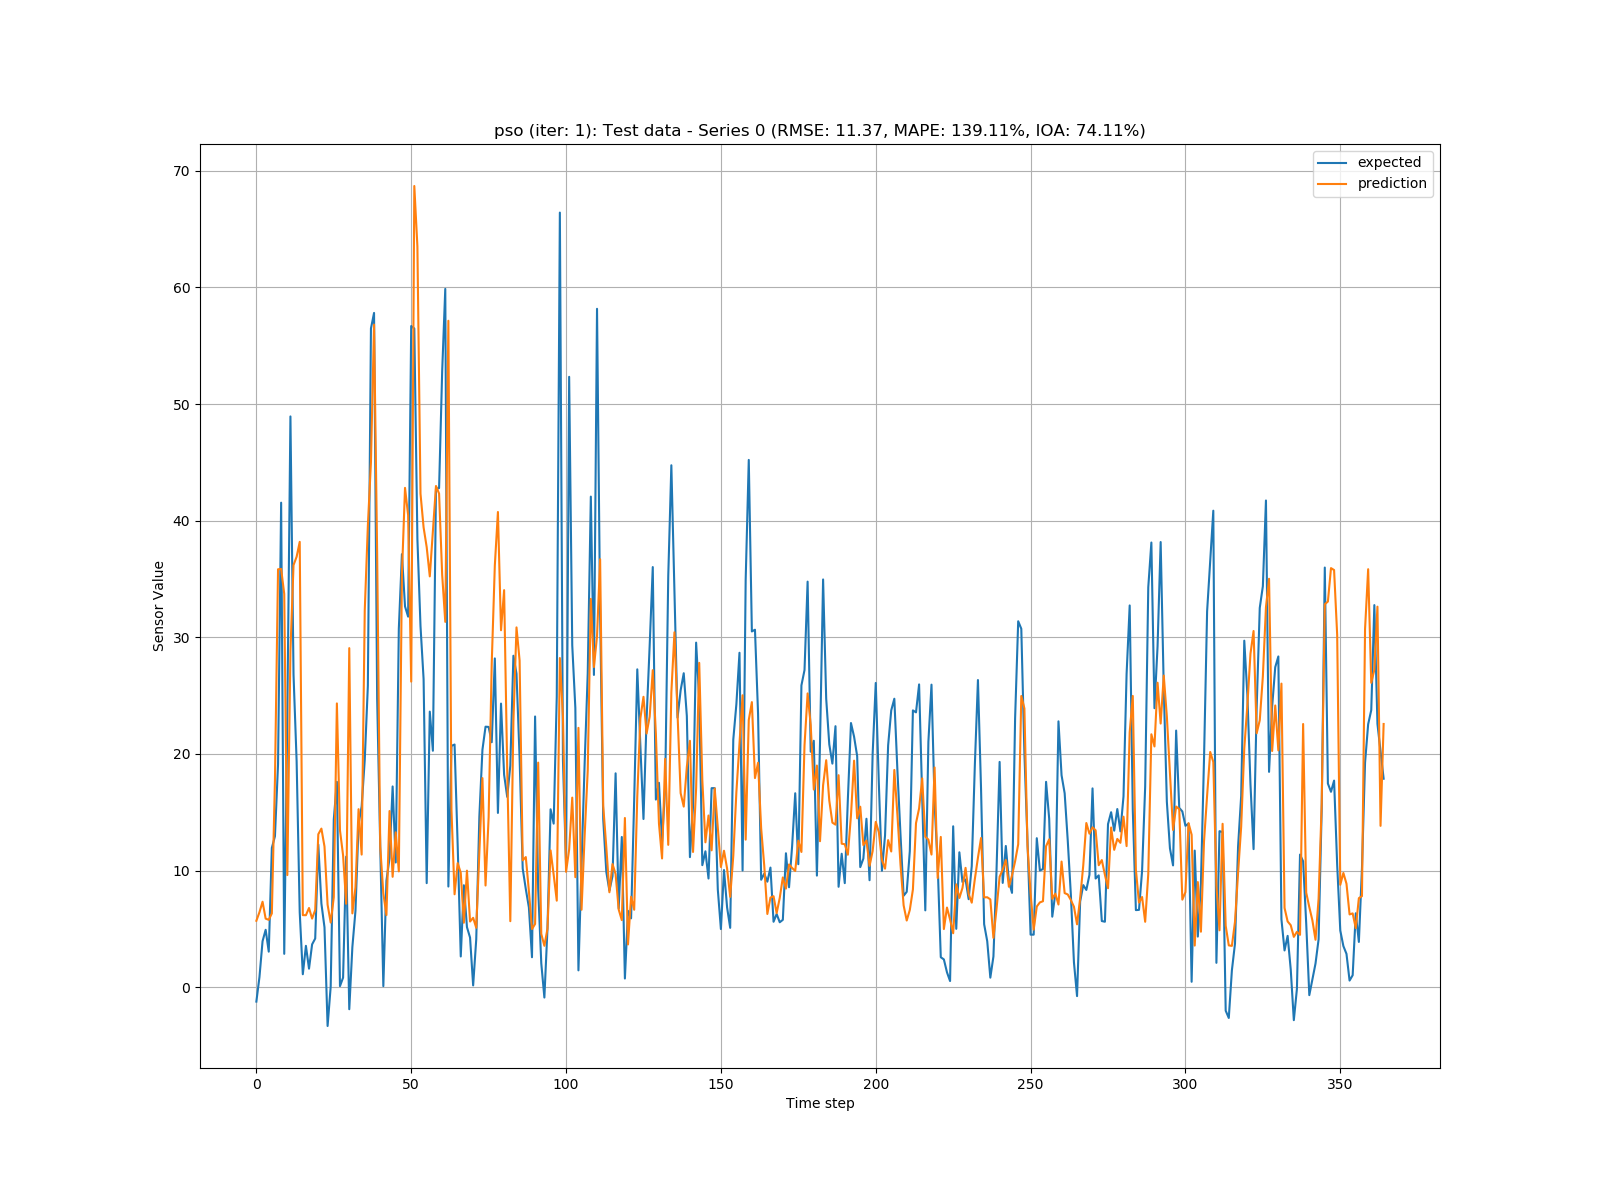 pso (iter: 1): Test data - Series 0 (RMSE: 11.37, MAPE: 139.11%, IOA: 74.11%)
expected
prediction
70
60
50
40
30
20
10
0
Sensor Value
0 50 100 150 200 250 300 350
Time step